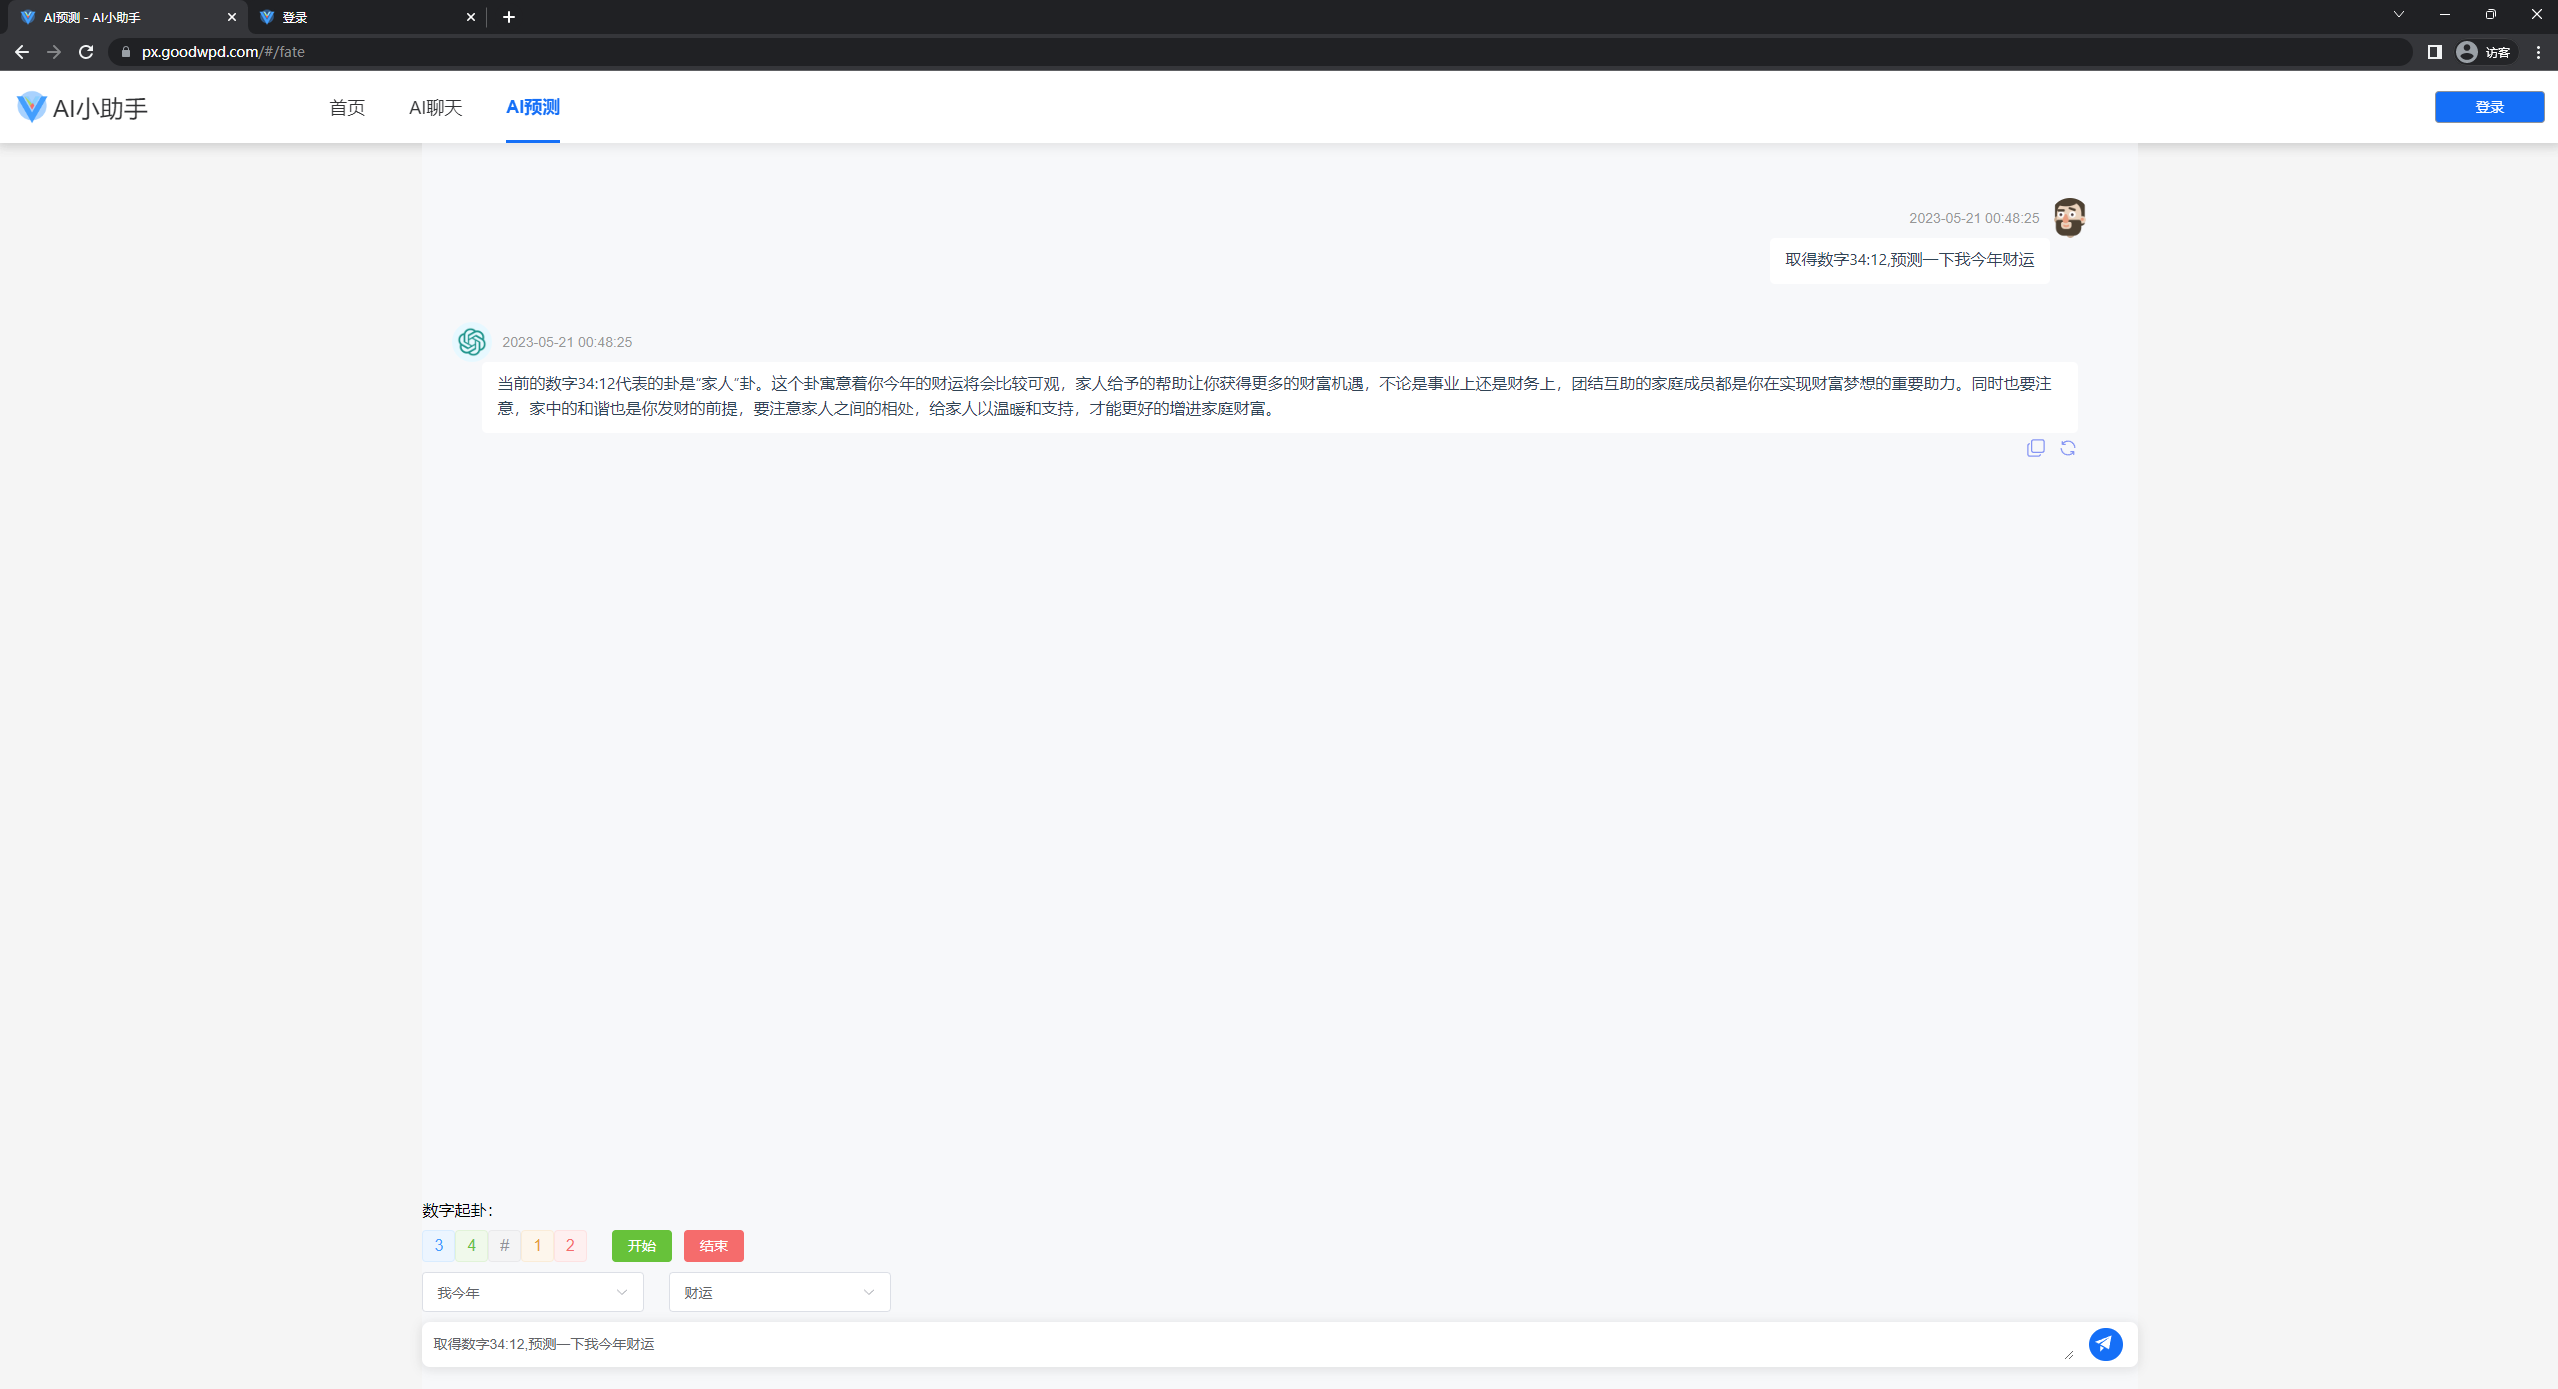 AI预测 - AI小助手
登录
px.goodwpd.com/#/fate
访客
AI小助手
首页
AI聊天
AI预测
登录
2023-05-21 00:48:25
取得数字34:12,预测一下我今年财运
2023-05-21 00:48:25
当前的数字34:12代表的卦是“家人”卦。这个卦寓意着你今年的财运将会比较可观，家人给予的帮助让你获得更多的财富机遇，不论是事业上还是财务上，团结互助的家庭成员都是你在实现财富梦想的重要助力。同时也要注
意，家中的和谐也是你发财的前提，要注意家人之间的相处，给家人以温暖和支持，才能更好的增进家庭财富。
数字起卦：
3 4 # 1 2 开始 结束
我今年 财运
取得数字34:12,预测一下我今年财运